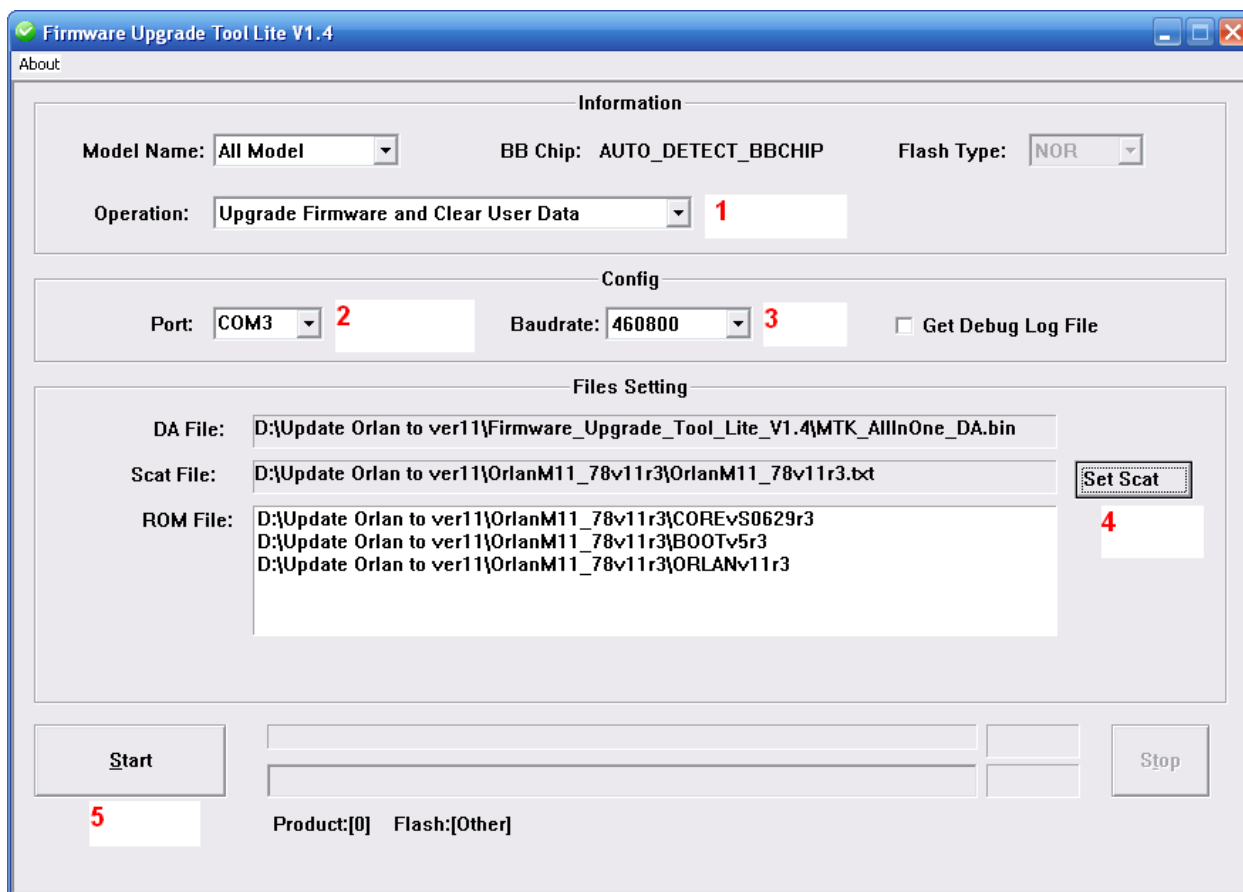 Firmware Upgrade Tool Lite V1.4
About
Information
Model Name: All Model BB Chip: AUTO_DETECT_BBCHIP Flash Type: NOR
Operation: Upgrade Firmware and Clear User Data 1
Config
Port: COM3 2 Baudrate: 460800 3 Get Debug Log File
Files Setting
DA File: D:\Update Orlan to ver11\Firmware_Upgrade_Tool_Lite_V1.4\MTK_AllInOne_DA.bin
Scat File: D:\Update Orlan to ver11\OrlanM11_78v11r3\OrlanM11_78v11r3.txt Set Scat
ROM File: D:\Update Orlan to ver11\OrlanM11_78v11r3\COREvS0629r3 4
D:\Update Orlan to ver11\OrlanM11_78v11r3\BOOTv5r3
D:\Update Orlan to ver11\OrlanM11_78v11r3\ORLANv11r3
Start Stop
5
Product:[0] Flash:[Other]